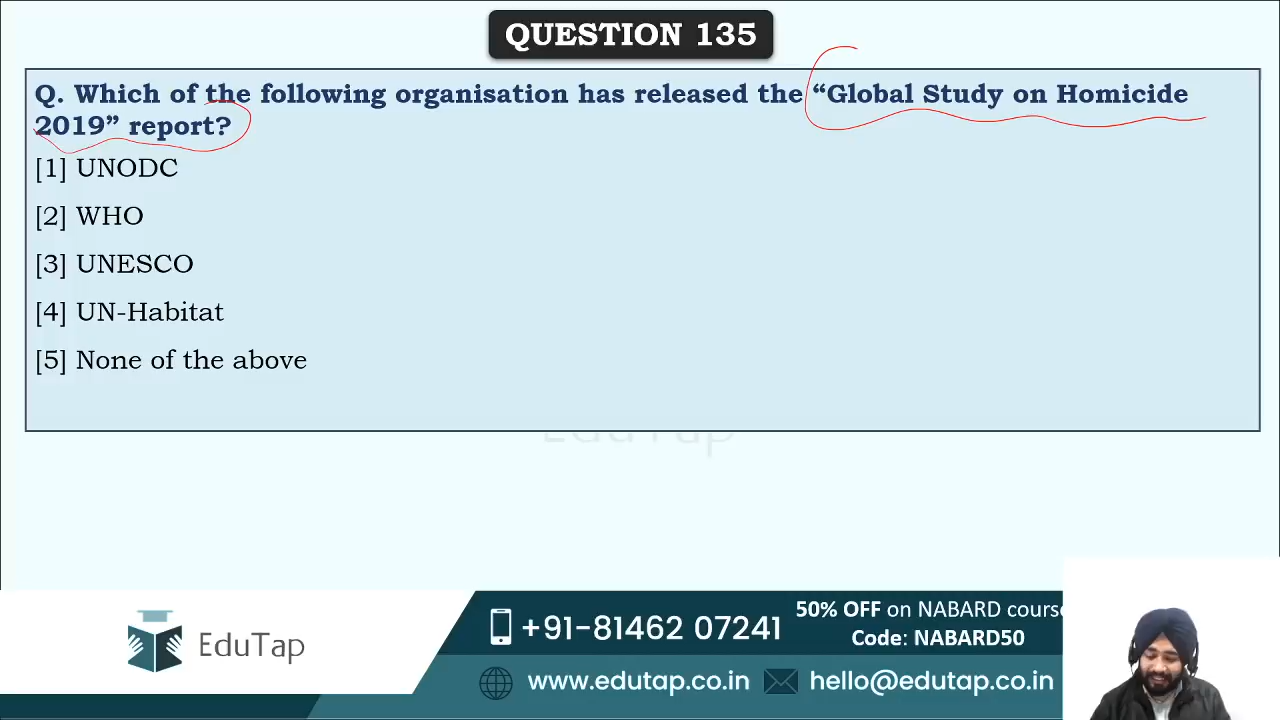 QUESTION 135
Q. Which of the following organisation has released the “Global Study on Homicide
2019” report?
[1] UNODC
[2] WHO
[3] UNESCO
[4] UN-Habitat
[5] None of the above
EduTap
50% OFF on NABARD course
+91-81462 07241
Code: NABARD50
EduTap
www.edutap.co.in
hello@edutap.co.in